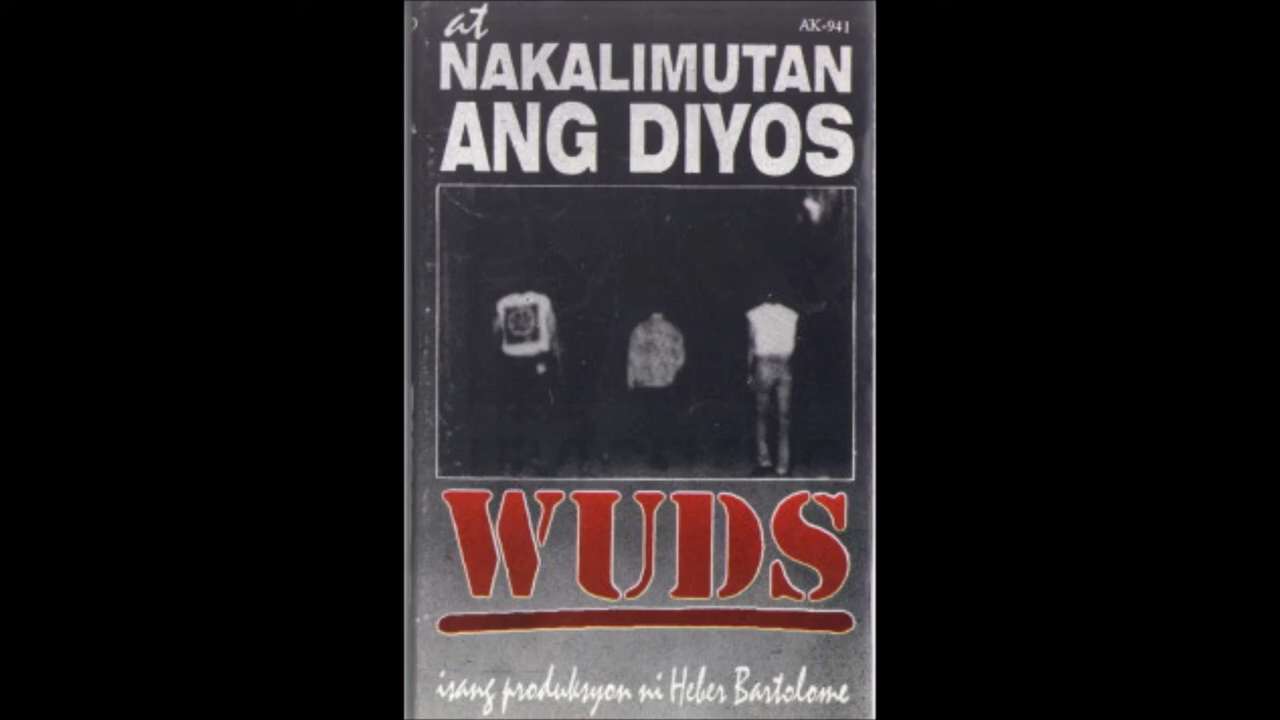 at
AK-941
NAKALIMUTAN
ANG DIYOS
WUDS
isang produksyon ni Heber Bartolome